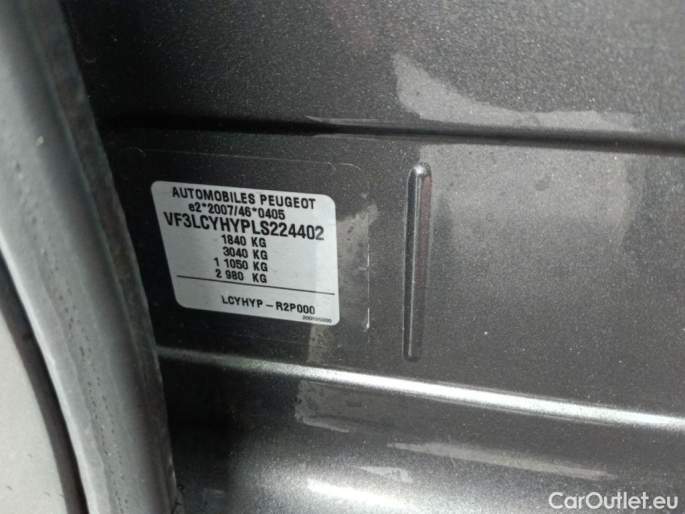 AUTOMOBILES PEUGEOT
e2*2007/46*0405
VF3LCYHYPLS224402
1840 KG
3040 KG
1 1050 KG
2 980 KG
LCYHYP-R2P000
CarOutlet.eu